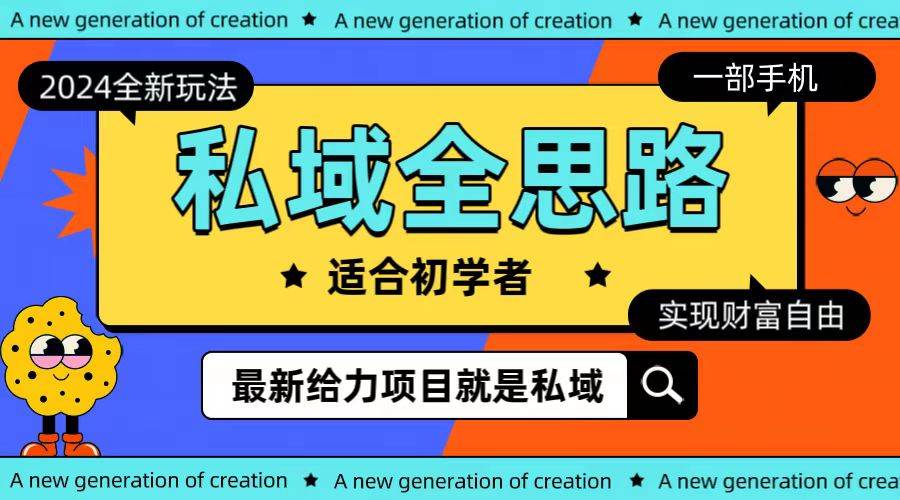 A new generation of creation ★ A new generation of creation ★ A new generation of crea
2024全新玩法
一部手机
私域全思路
★ 适合初学者 ★
实现财富自由
最新给力项目就是私域
A new generation of creation ★ A new generation of creation ★ A new generation of crea